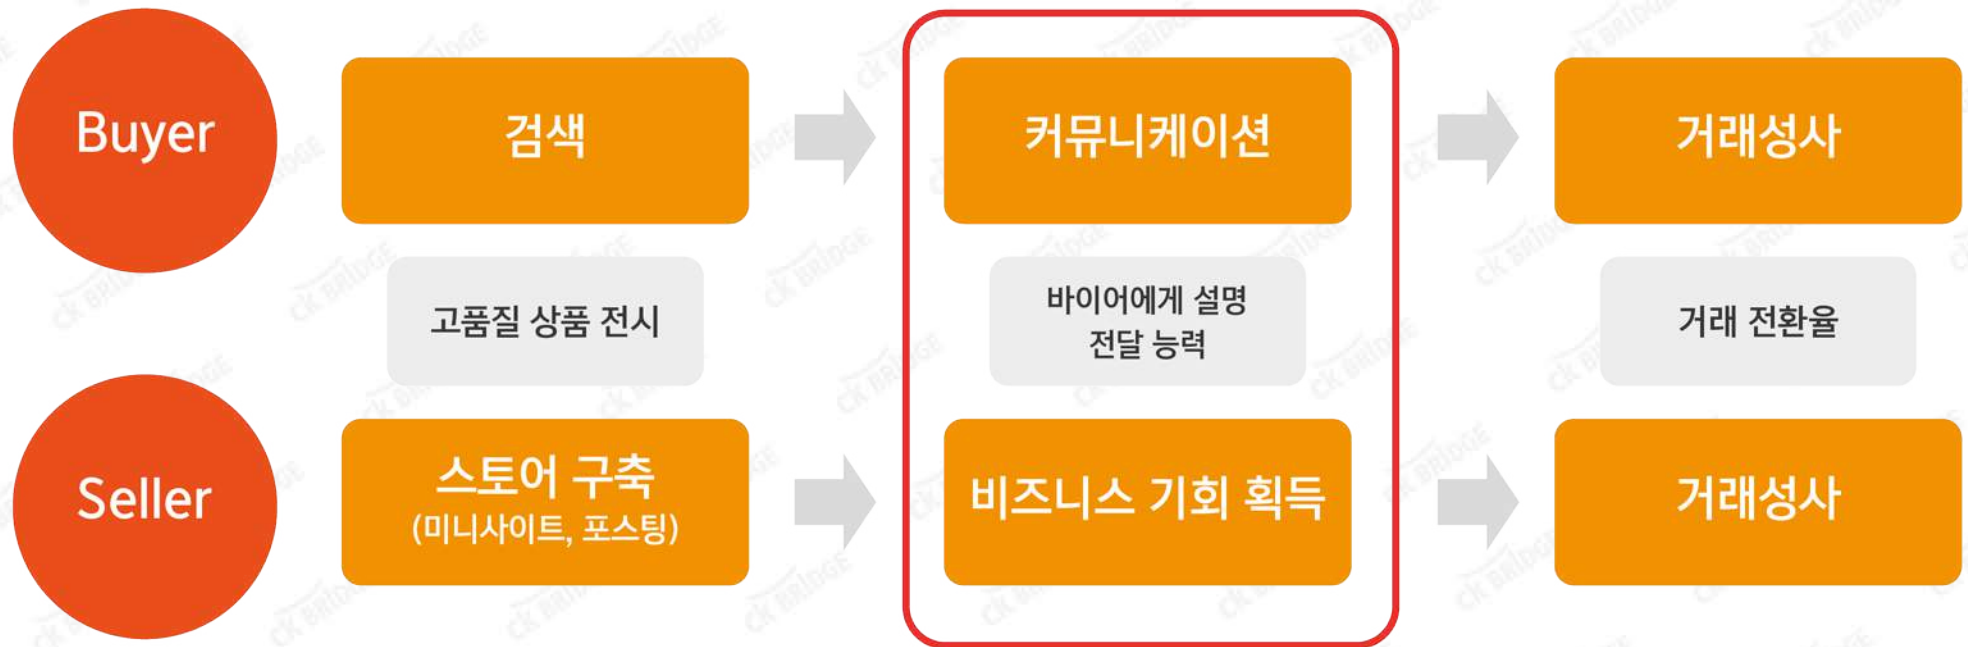 Buyer
검색
커뮤니케이션
거래성사
고품질 상품 전시
바이어에게 설명
전달 능력
거래 전환율
Seller
스토어 구축
(미니사이트, 포스팅)
비즈니스 기회 획득
거래성사
CK BRIDGE